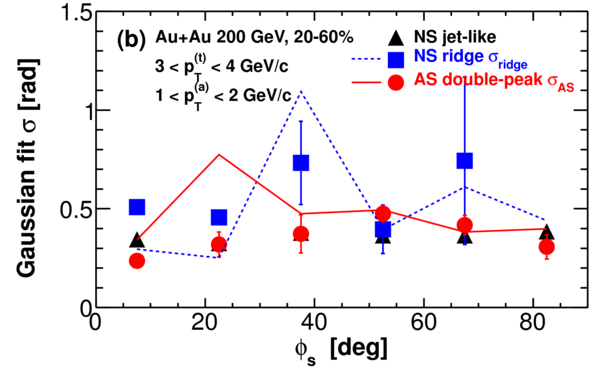 1.5
1
0.5
0
Gaussian fit σ [rad]
(b) Au+Au 200 GeV, 20-60%
3 < p_T^(t) < 4 GeV/c
1 < p_T^(a) < 2 GeV/c
NS jet-like
NS ridge σ_ridge
AS double-peak σ_AS
0 20 40 60 80
ϕ_s [deg]